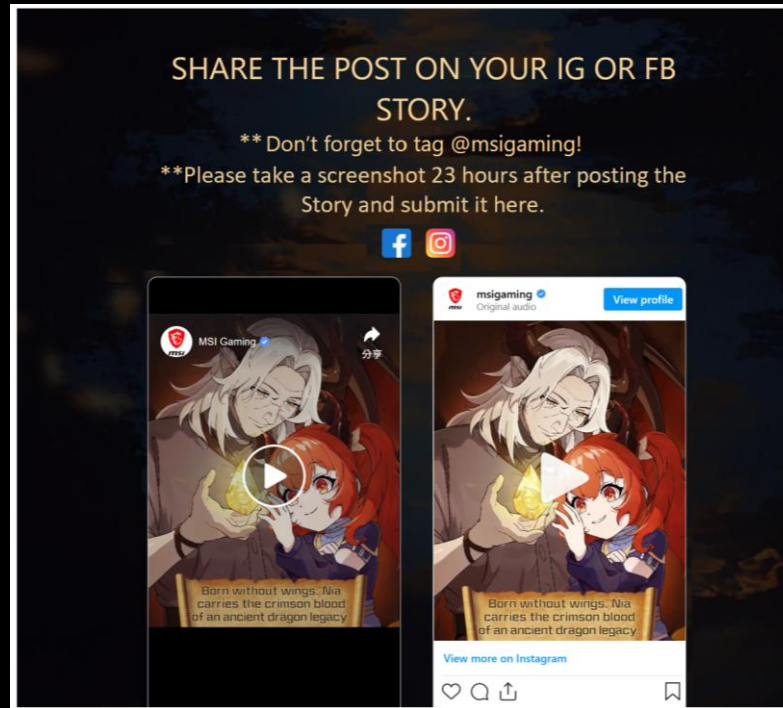 SHARE THE POST ON YOUR IG OR FB
STORY.
** Don't forget to tag @msigaming!
**Please take a screenshot 23 hours after posting the
Story and submit it here.
msi
MSI Gaming
分享
Born without wings, Nia
carries the crimson blood
of an ancient dragon legacy
msi
msigaming
Original audio
View profile
Born without wings, Nia
carries the crimson blood
of an ancient dragon legacy
View more on Instagram